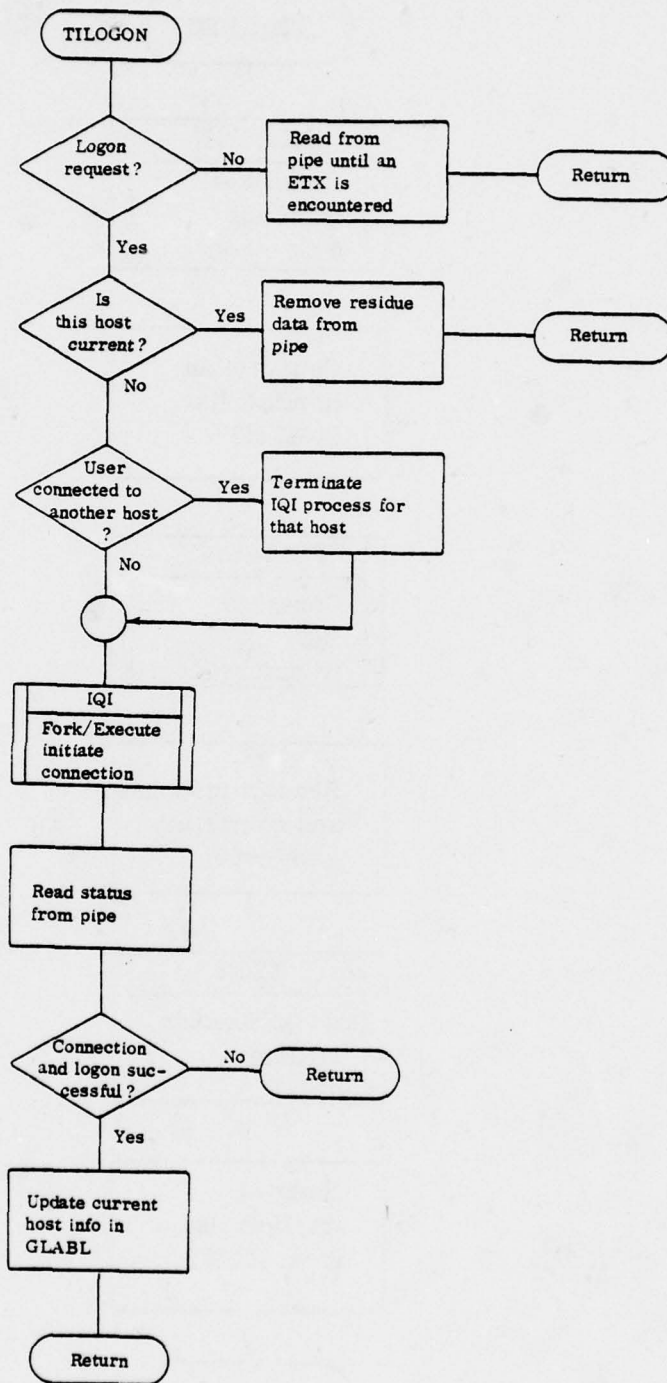 TILOGON
Logon
request?
No
Read from
pipe until an
ETX is
encountered
Return
Yes
Is
this host
current?
Yes
Remove residue
data from
pipe
Return
No
User
connected to
another host
?
Yes
Terminate
IQI process for
that host
No
IQI
Fork/Execute
initiate
connection
Read status
from pipe
Connection
and logon suc-
cessful?
No
Return
Yes
Update current
host info in
GLABL
Return